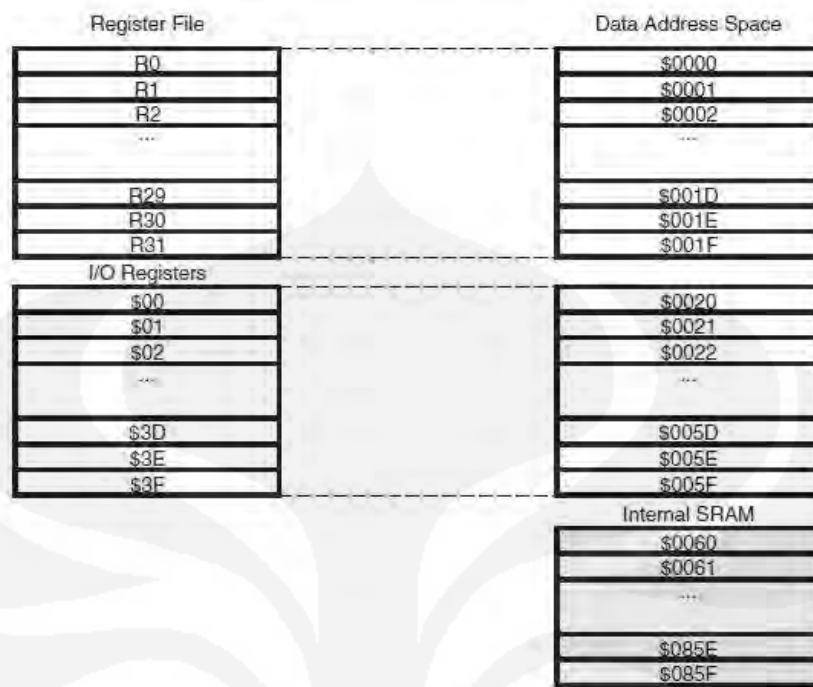 Register File
Data Address Space
R0
$0000
R1
$0001
R2
$0002
...
...
R29
$001D
R30
$001E
R31
$001F
I/O Registers
$00
$0020
$01
$0021
$02
$0022
...
...
$3D
$005D
$3E
$005E
$3F
$005F
Internal SRAM
$0060
$0061
...
$085E
$085F